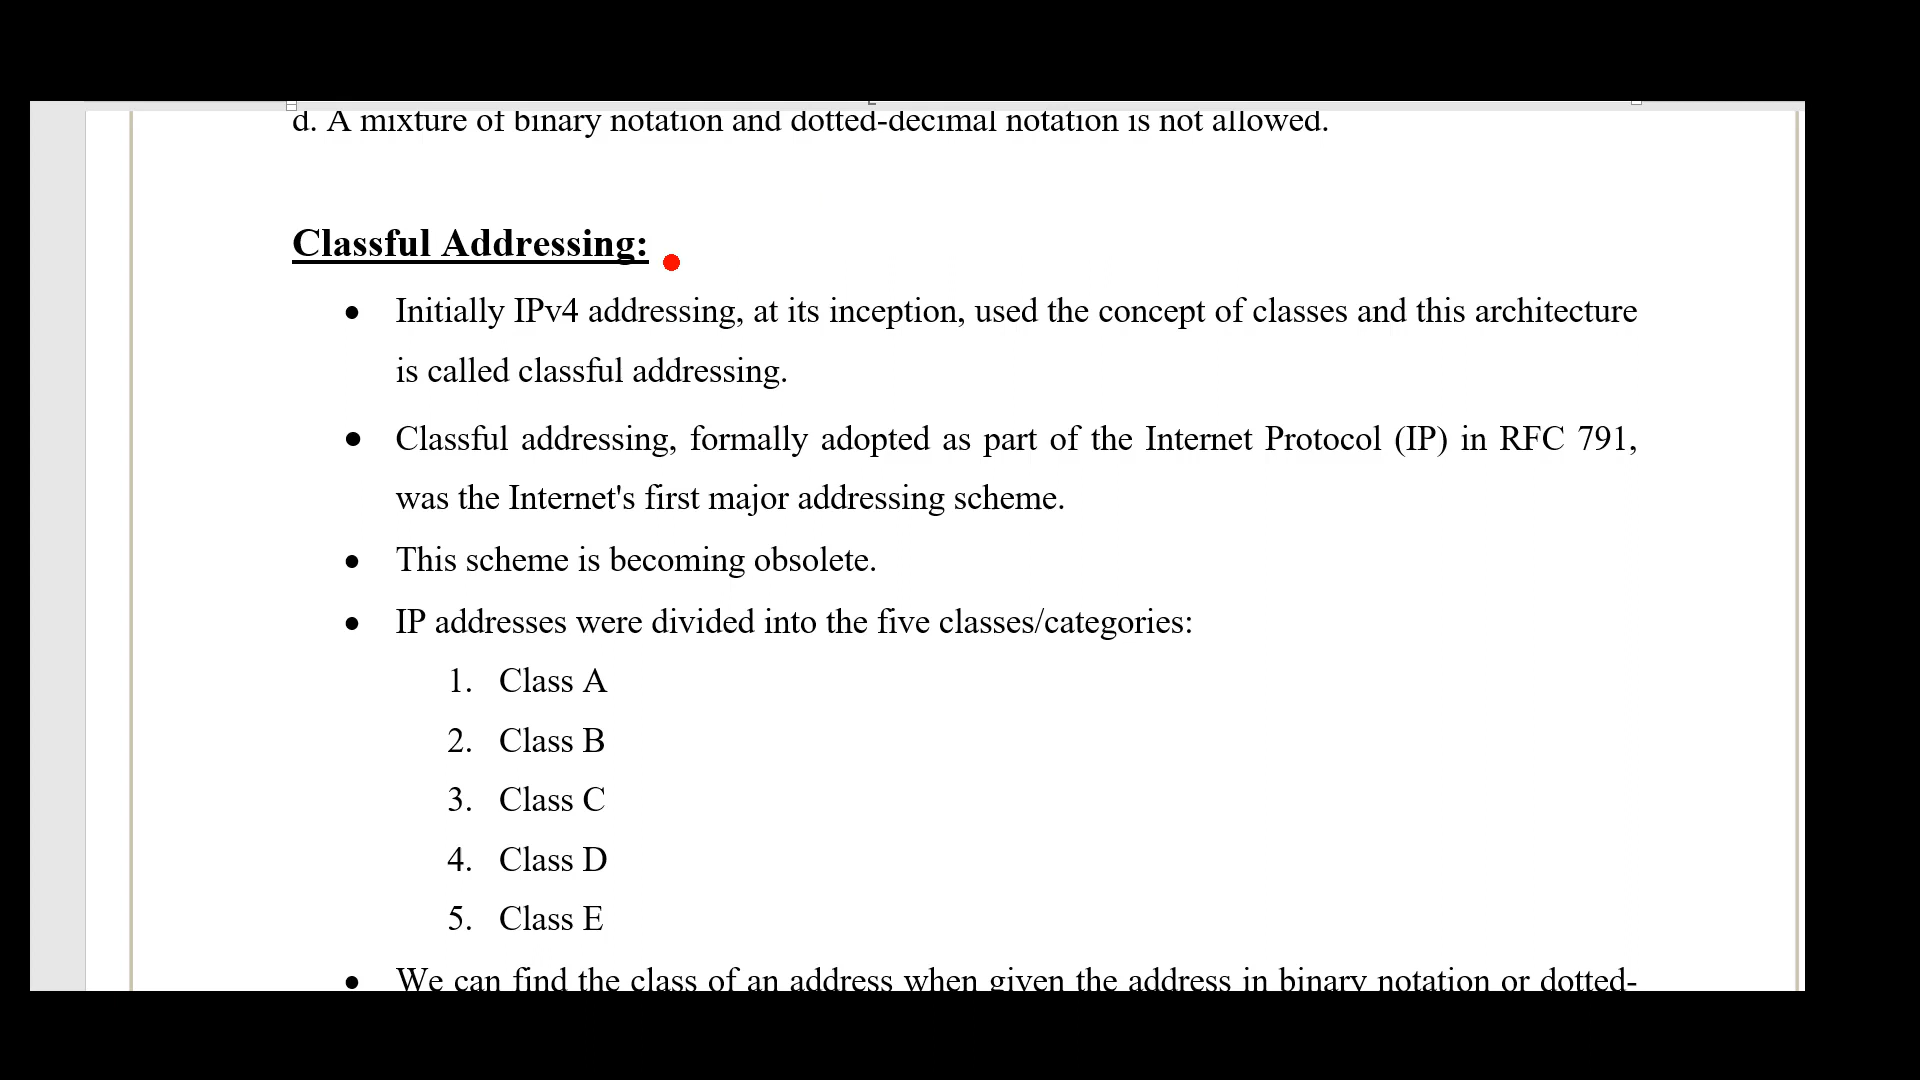 d. A mixture of binary notation and dotted-decimal notation is not allowed.
Classful Addressing:
● Initially IPv4 addressing, at its inception, used the concept of classes and this architecture
is called classful addressing.
● Classful addressing, formally adopted as part of the Internet Protocol (IP) in RFC 791,
was the Internet's first major addressing scheme.
● This scheme is becoming obsolete.
● IP addresses were divided into the five classes/categories:
1. Class A
2. Class B
3. Class C
4. Class D
5. Class E
● We can find the class of an address when given the address in binary notation or dotted-